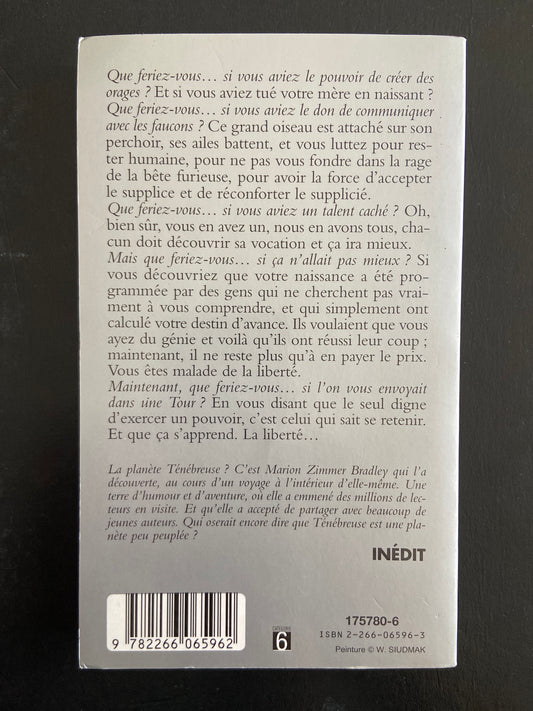 Que feriez-vous… si vous aviez le pouvoir de créer des
orages ? Et si vous aviez tué votre mère en naissant ?
Que feriez-vous… si vous aviez le don de communiquer
avec les faucons ? Ce grand oiseau est attaché sur son
perchoir, ses ailes battent, et vous luttez pour res-
ter humaine, pour ne pas vous fondre dans la rage
de la bête furieuse, pour avoir la force d'accepter
le supplice et de réconforter le supplicié.
Que feriez-vous… si vous aviez un talent caché ? Oh,
bien sûr, vous en avez un, nous en avons tous, cha-
cun doit découvrir sa vocation et ça ira mieux.
Mais que feriez-vous… si ça n'allait pas mieux ? Si
vous découvriez que votre naissance a été pro-
grammée par des gens qui ne cherchent pas vrai-
ment à vous comprendre, et qui simplement ont
calculé votre destin d'avance. Ils voulaient que vous
ayez du génie et voilà qu'ils ont réussi leur coup ;
maintenant, il ne reste plus qu'à en payer le prix.
Vous êtes malade de la liberté.
Maintenant, que feriez-vous… si l'on vous envoyait
dans une Tour ? En vous disant que le seul digne
d'exercer un pouvoir, c'est celui qui sait se retenir.
Et que ça s'apprend. La liberté…
La planète Ténébreuse ? C'est Marion Zimmer Bradley qui l'a
découverte, au cours d'un voyage à l'intérieur d'elle-même. Une
terre d'humour et d'aventure, où elle a emmené des millions de lec-
teurs en visite. Et qu'elle a accepté de partager avec beaucoup de
jeunes auteurs. Qui oserait encore dire que Ténébreuse est une pla-
nète peu peuplée ?
INÉDIT
9 782266 065962
CATÉGORIE
6
175780-6
ISBN 2-266-06596-3
Peinture © W. SIUDMAK